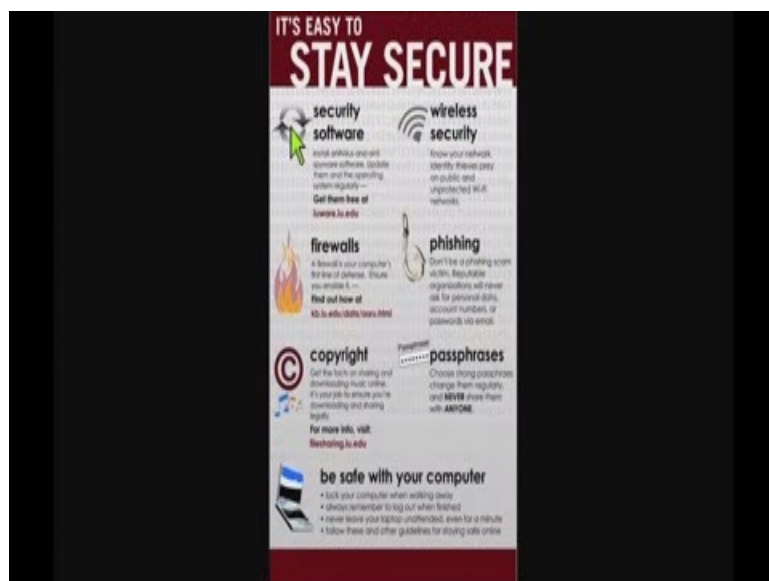 IT'S EASY TO
STAY SECURE
security
software
Install antivirus and anti
spyware software. Update
them and the operating
system regularly —
Get them free at
iuware.iu.edu
wireless
security
Know your network.
Identity thieves prey
on public and
unprotected Wi-Fi
networks.
firewalls
A firewall is your computer's
first line of defense. Ensure
you enable it. —
Find out how at
kb.iu.edu/data/aoru.html
phishing
Don't be a phishing scam
victim. Reputable
organizations will never
ask for personal data,
account numbers, or
passwords via email.
copyright
Get the facts on sharing and
downloading music online.
It's your job to ensure you're
downloading and sharing
legally.
For more info, visit:
filesharing.iu.edu
Passphrase
passphrases
Choose strong passphrases
change them regularly,
and NEVER share them
with ANYONE.
be safe with your computer
• lock your computer when walking away
• always remember to log out when finished
• never leave your laptop unattended, even for a minute
• follow these and other guidelines for staying safe online